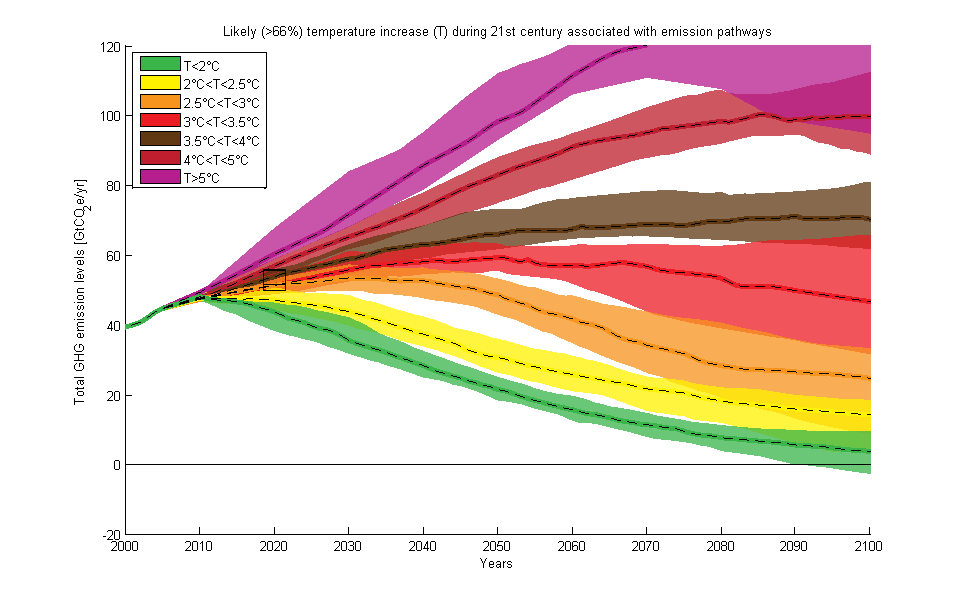 Likely (>66%) temperature increase (T) during 21st century associated with emission pathways
120
100
80
60
40
20
0
-20
Total GHG emission levels [GtCO2e/yr]
T<2°C
2°C<T<2.5°C
2.5°C<T<3°C
3°C<T<3.5°C
3.5°C<T<4°C
4°C<T<5°C
T>5°C
2000 2010 2020 2030 2040 2050 2060 2070 2080 2090 2100
Years